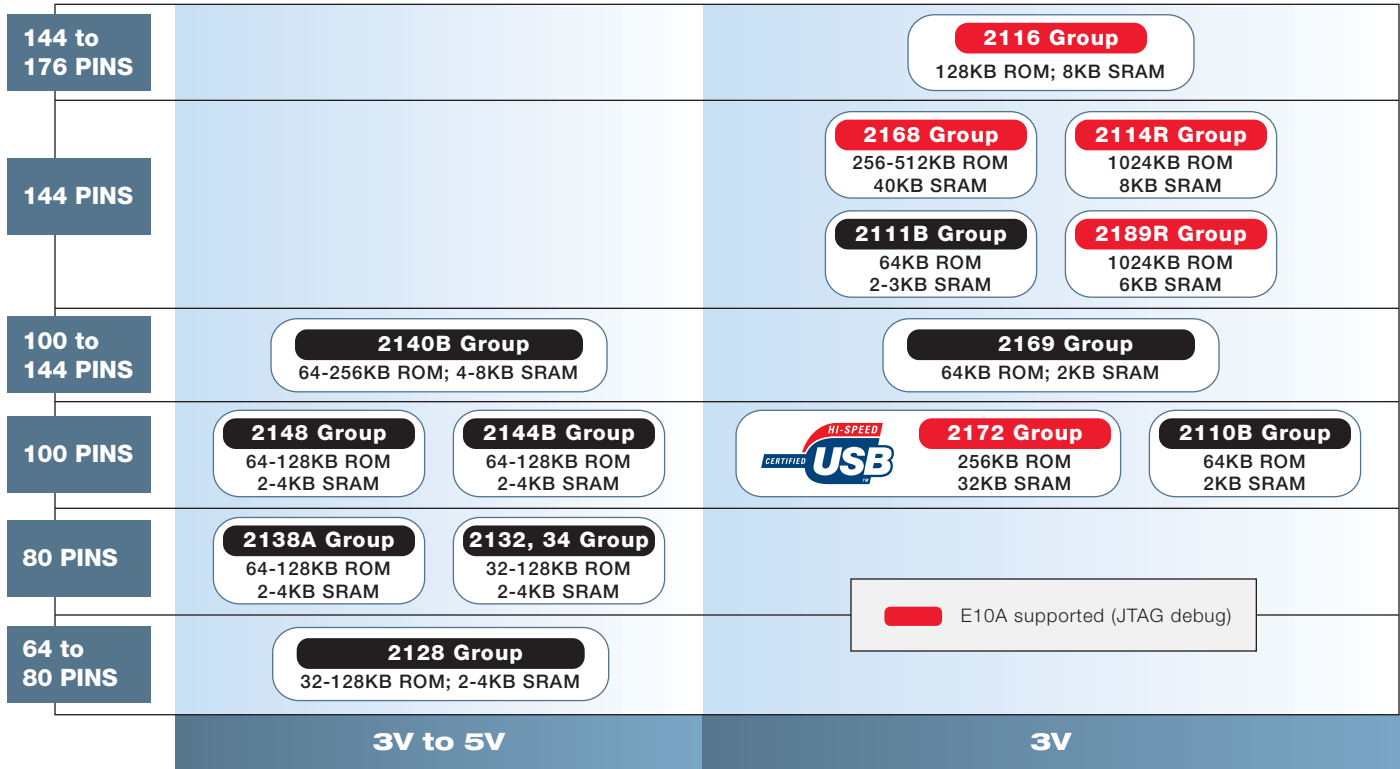 144 to
176 PINS
2116 Group
128KB ROM; 8KB SRAM
144 PINS
2168 Group
256-512KB ROM
40KB SRAM
2114R Group
1024KB ROM
8KB SRAM
2111B Group
64KB ROM
2-3KB SRAM
2189R Group
1024KB ROM
6KB SRAM
100 to
144 PINS
2140B Group
64-256KB ROM; 4-8KB SRAM
2169 Group
64KB ROM; 2KB SRAM
100 PINS
2148 Group
64-128KB ROM
2-4KB SRAM
2144B Group
64-128KB ROM
2-4KB SRAM
HI-SPEED
CERTIFIED USB
TM
2172 Group
256KB ROM
32KB SRAM
2110B Group
64KB ROM
2KB SRAM
80 PINS
2138A Group
64-128KB ROM
2-4KB SRAM
2132, 34 Group
32-128KB ROM
2-4KB SRAM
E10A supported (JTAG debug)
64 to
80 PINS
2128 Group
32-128KB ROM; 2-4KB SRAM
3V to 5V
3V